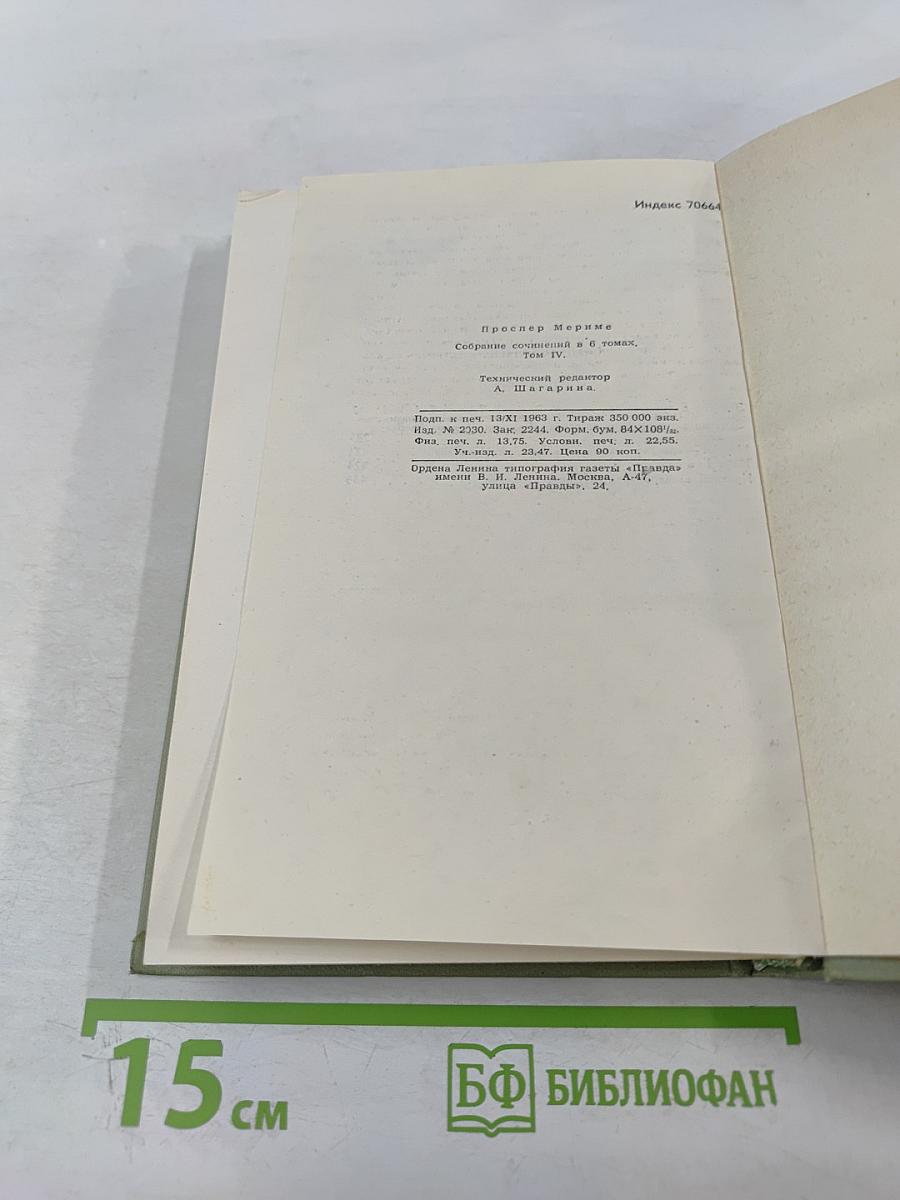 Индекс 70664
Проспер Мериме
Собрание сочинений в 6 томах.
Том IV.
Технический редактор
А. Шагарина.
Подп. к печ. 13/XI 1963 г. Тираж 350 000 экз.
Изд. № 2030. Зак. 2244. Форм. бум. 84×108¹/₃₂.
Физ. печ. л. 13,75. Условн. печ. л. 22,55.
Уч.-изд. л. 23,47. Цена 90 коп.
Ордена Ленина типография газеты «Правда»
имени В. И. Ленина. Москва, А-47,
улица «Правды», 24.
15 см
БФ БИБЛИОФАН